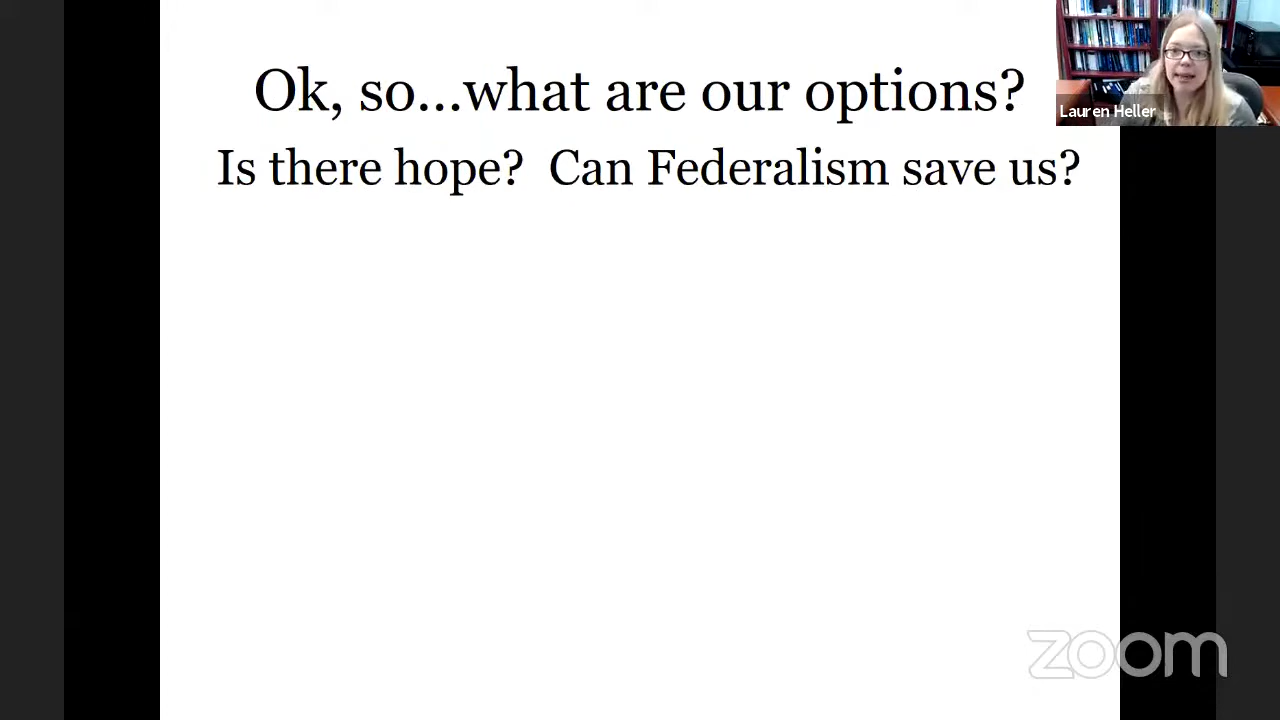 Ok, so...what are our options?
Is there hope?  Can Federalism save us?
Lauren Heller
zoom